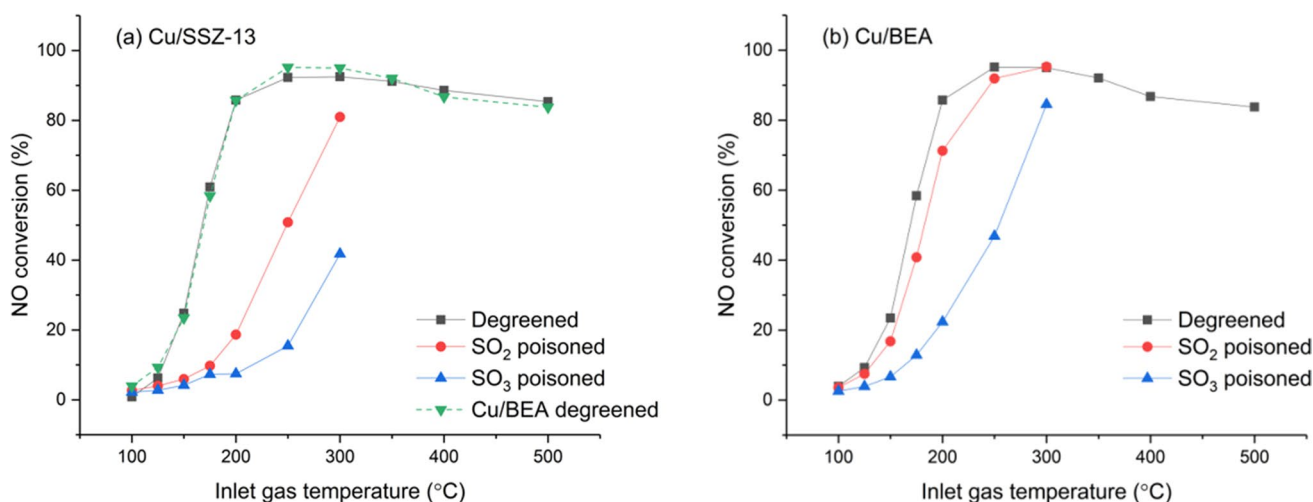 (a) Cu/SSZ-13
NO conversion (%)
100
80
60
40
20
0
Degreened
SO₂ poisoned
SO₃ poisoned
Cu/BEA degreened
100
200
300
400
500
Inlet gas temperature (°C)
(b) Cu/BEA
NO conversion (%)
100
80
60
40
20
0
Degreened
SO₂ poisoned
SO₃ poisoned
100
200
300
400
500
Inlet gas temperature (°C)